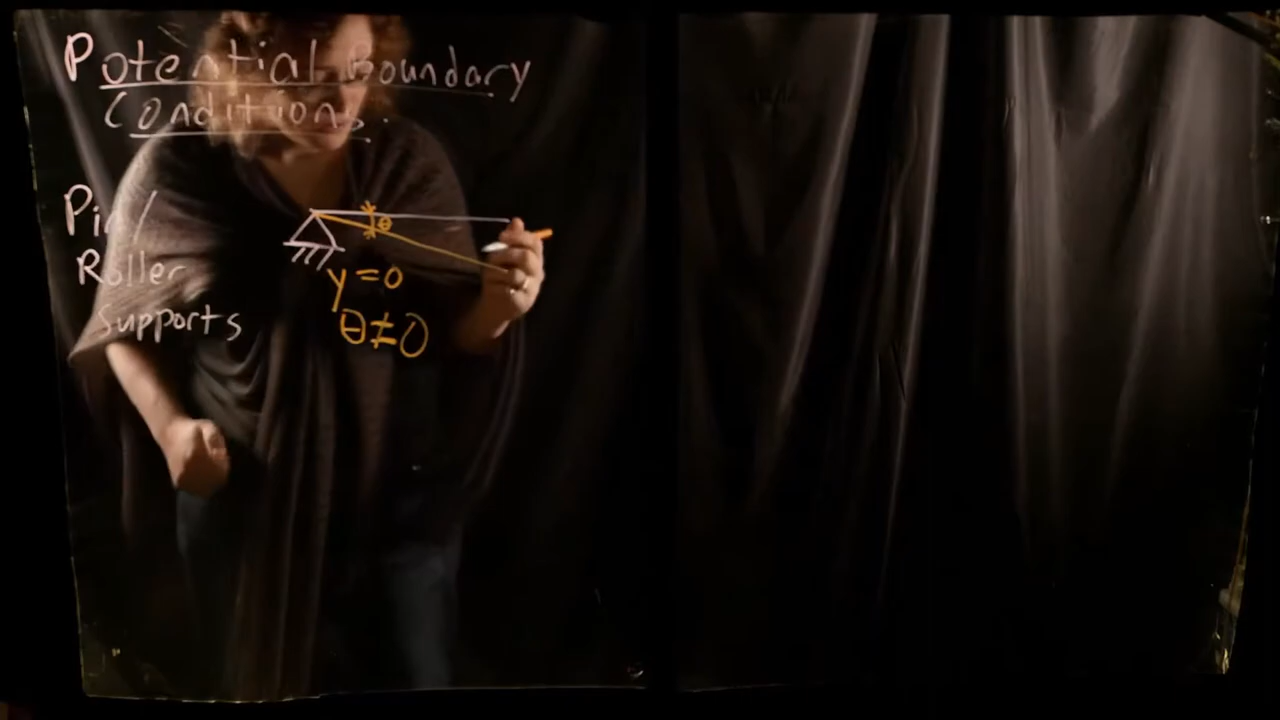 Potential Boundary
Conditions.
Pin/
Roller
Supports
θ
y=0
θ≠0